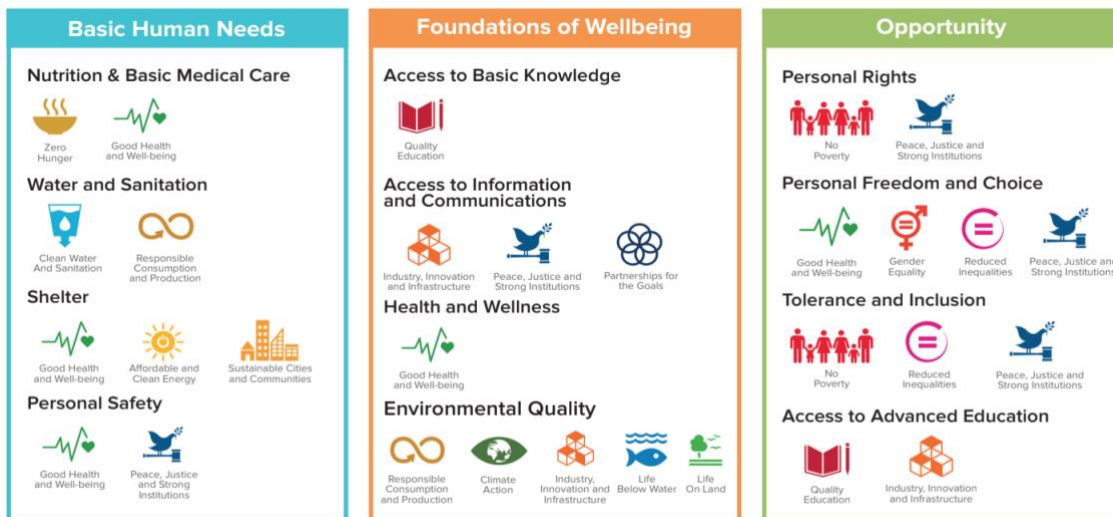 Basic Human Needs
Nutrition & Basic Medical Care
Zero
Hunger
Good Health
and Well-being
Water and Sanitation
Clean Water
And Sanitation
Responsible
Consumption
and Production
Shelter
Good Health
and Well-being
Affordable and
Clean Energy
Sustainable Cities
and Communities
Personal Safety
Good Health
and Well-being
Peace, Justice
and Strong
Institutions
Foundations of Wellbeing
Access to Basic Knowledge
Quality
Education
Access to Information
and Communications
Industry, Innovation
and Infrastructure
Peace, Justice and
Strong Institutions
Partnerships for
the Goals
Health and Wellness
Good Health
and Well-being
Environmental Quality
Responsible
Consumption
and Production
Climate
Action
Industry,
Innovation and
Infrastructure
Life
Below Water
Life
On Land
Opportunity
Personal Rights
No
Poverty
Peace, Justice and
Strong Institutions
Personal Freedom and Choice
Good Health
and Well-being
Gender
Equality
Reduced
Inequalities
Peace, Justice and
Strong Institutions
Tolerance and Inclusion
No
Poverty
Reduced
Inequalities
Peace, Justice and
Strong Institutions
Access to Advanced Education
Quality
Education
Industry, Innovation
and Infrastructure